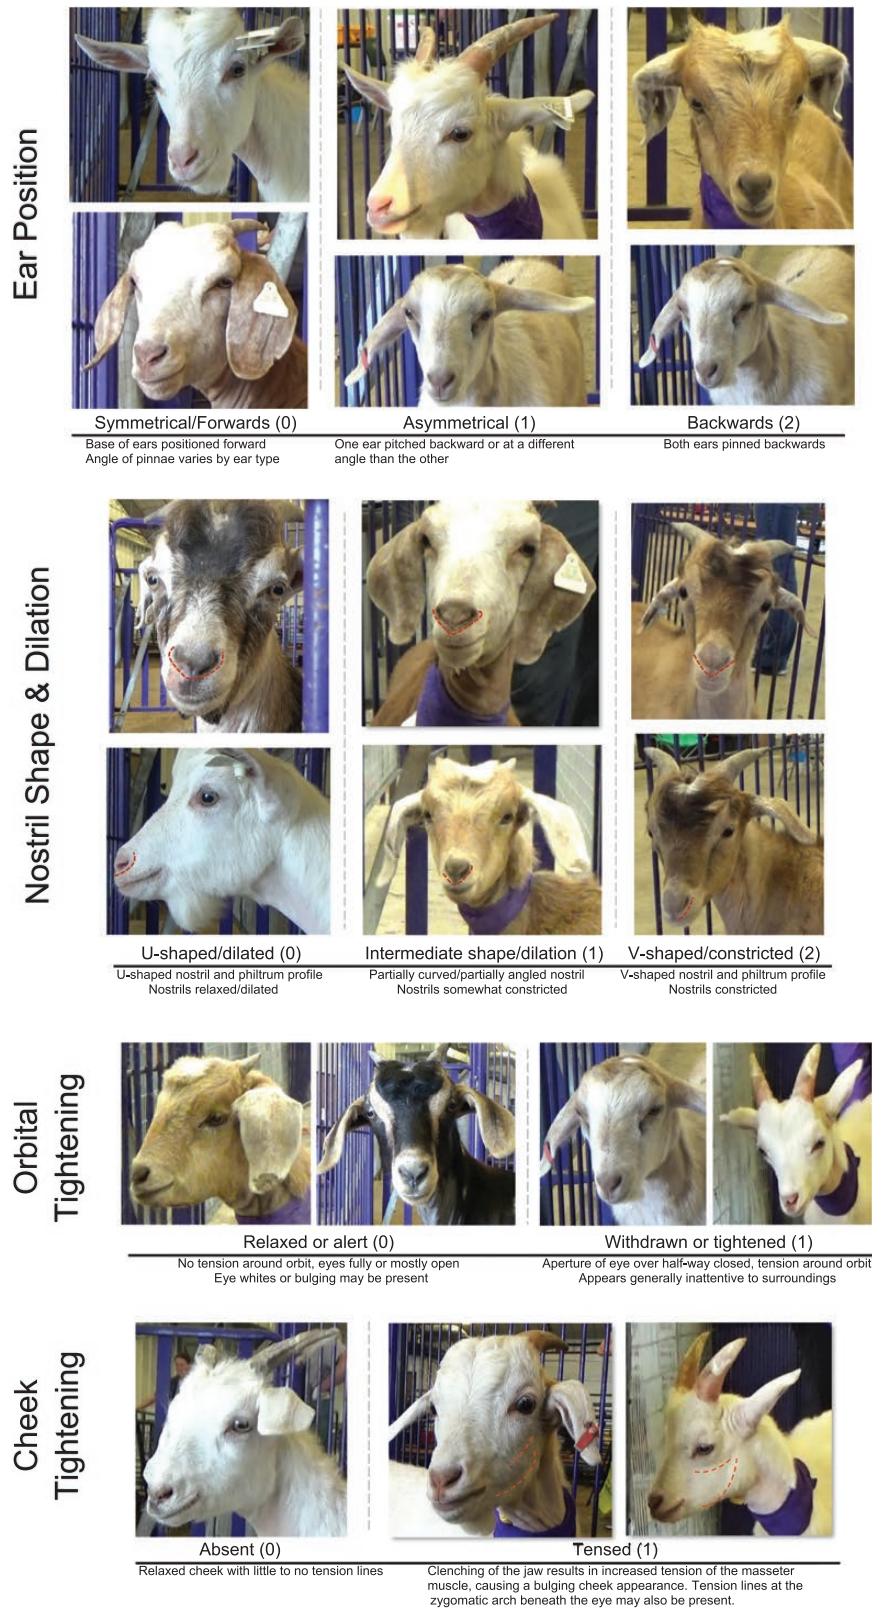 Ear Position
Symmetrical/Forwards (0)
Base of ears positioned forward
Angle of pinnae varies by ear type
Asymmetrical (1)
One ear pitched backward or at a different
angle than the other
Backwards (2)
Both ears pinned backwards
Nostril Shape & Dilation
U-shaped/dilated (0)
U-shaped nostril and philtrum profile
Nostrils relaxed/dilated
Intermediate shape/dilation (1)
Partially curved/partially angled nostril
Nostrils somewhat constricted
V-shaped/constricted (2)
V-shaped nostril and philtrum profile
Nostrils constricted
Orbital
Tightening
Relaxed or alert (0)
No tension around orbit, eyes fully or mostly open
Eye whites or bulging may be present
Withdrawn or tightened (1)
Aperture of eye over half-way closed, tension around orbit
Appears generally inattentive to surroundings
Cheek
Tightening
Absent (0)
Relaxed cheek with little to no tension lines
Tensed (1)
Clenching of the jaw results in increased tension of the masseter
muscle, causing a bulging cheek appearance. Tension lines at the
zygomatic arch beneath the eye may also be present.